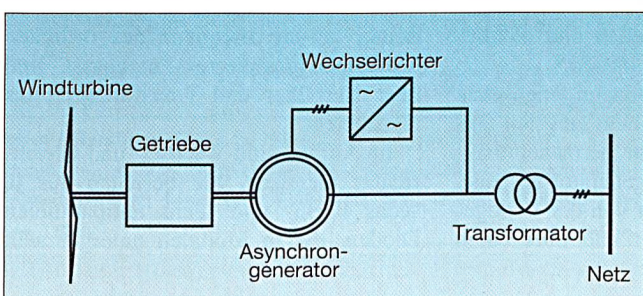 Wechselrichter
Windturbine
Getriebe
~
~
Asynchron-
generator
Transformator
Netz